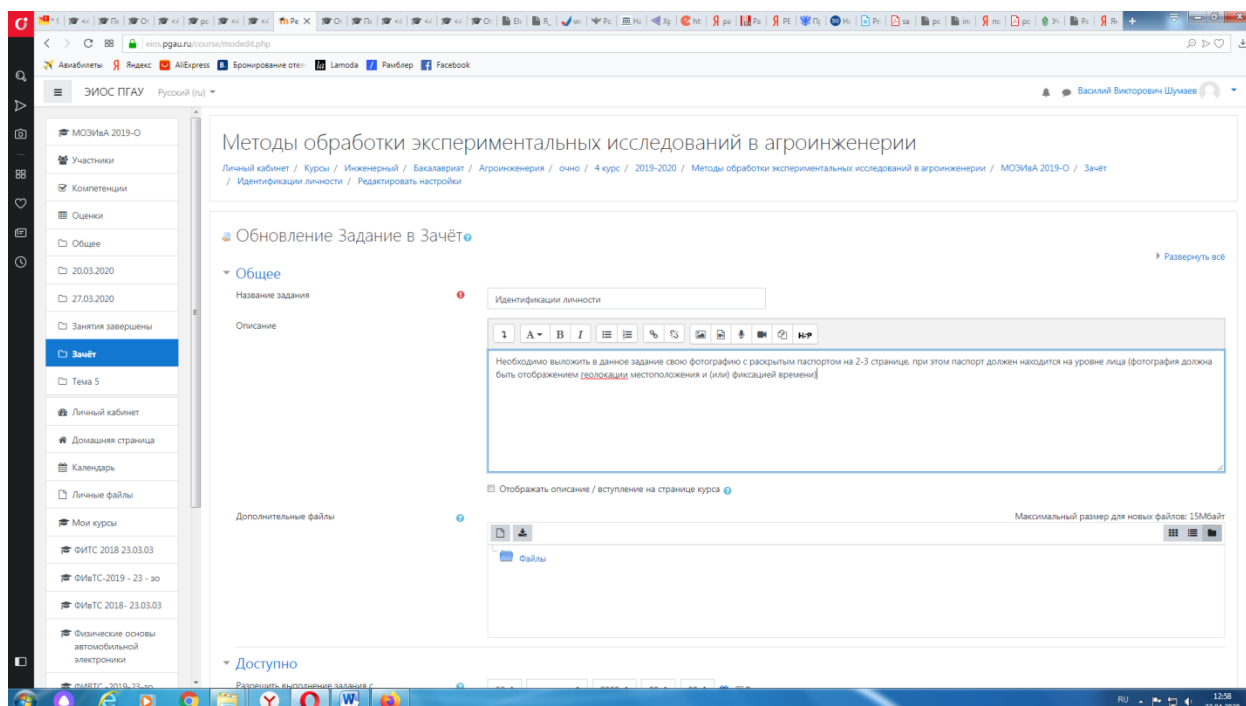 eios.pgau.ru/course/modedit.php
Авиабилеты Яндекс AliExpress Бронирование отел Lamoda Рамблер Facebook
ЭИОС ПГАУ Русский (ru)
Василий Викторович Шумаев
МОЭИвА 2019-О
Участники
Компетенции
Оценки
Общее
20.03.2020
27.03.2020
Занятия завершены
Зачёт
Тема 5
Личный кабинет
Домашняя страница
Календарь
Личные файлы
Мои курсы
ФИТС 2018 23.03.03
ФИвТС-2019 - 23 - зо
ФИвТС 2018- 23.03.03
Физические основы
автомобильной
электроники
Методы обработки экспериментальных исследований в агроинженерии
Личный кабинет / Курсы / Инженерный / Бакалавриат / Агроинженерия / очно / 4 курс / 2019-2020 / Методы обработки экспериментальных исследований в агроинженерии / МОЭИвА 2019-О / Зачёт
/ Идентификации личности / Редактировать настройки
Обновление Задание в Зачёт
Развернуть всё
Общее
Название задания
Идентификации личности
Описание
Необходимо выложить в данное задание свою фотографию с раскрытым паспортом на 2-3 странице, при этом паспорт должен находится на уровне лица (фотография должна
быть отображением геолокации местоположения и (или) фиксацией времени)
Отображать описание / вступление на странице курса
Дополнительные файлы
Максимальный размер для новых файлов: 15Мбайт
Файлы
Доступно
Разрешить выполнение задания с
RU
12:58